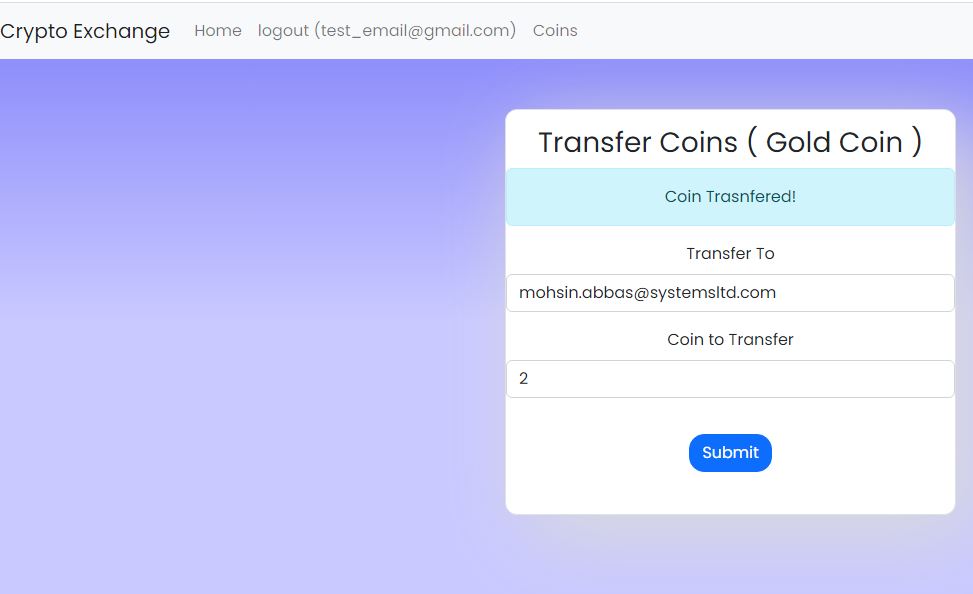 Crypto Exchange Home logout (test_email@gmail.com) Coins
Transfer Coins ( Gold Coin )
Coin Trasnfered!
Transfer To
mohsin.abbas@systemsltd.com
Coin to Transfer
2
Submit